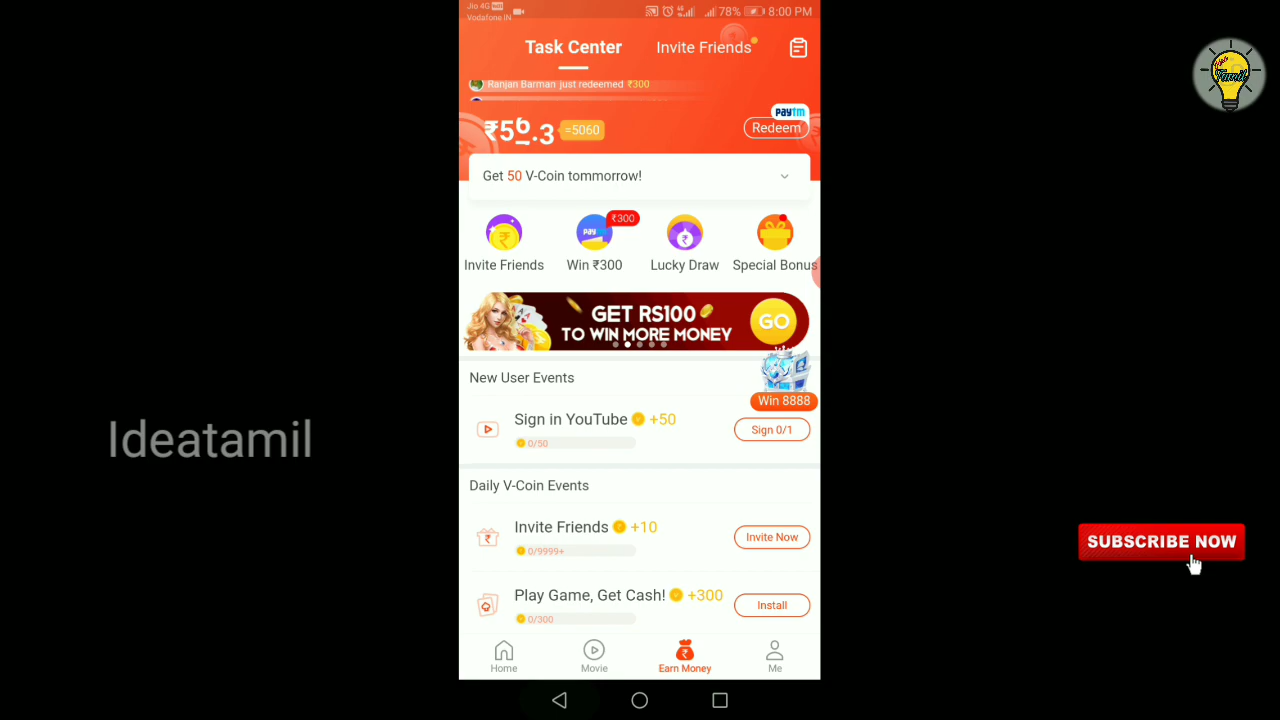 Jio 4G VoLTE
Vodafone IN
78% 8:00 PM
Task Center
Invite Friends
Ranjan Barman just redeemed ₹300
=5060
Paytm
Redeem
Get 50 V-Coin tommorrow!
₹300
Invite Friends
Win ₹300
Lucky Draw
Special Bonus
GET RS100
TO WIN MORE MONEY
GO
New User Events
Win 8888
Sign in YouTube +50
0/50
Sign 0/1
Daily V-Coin Events
Invite Friends +10
0/9999+
Invite Now
Play Game, Get Cash! +300
0/300
Install
Home
Movie
Earn Money
Me
Ideatamil
Tamil
SUBSCRIBE NOW